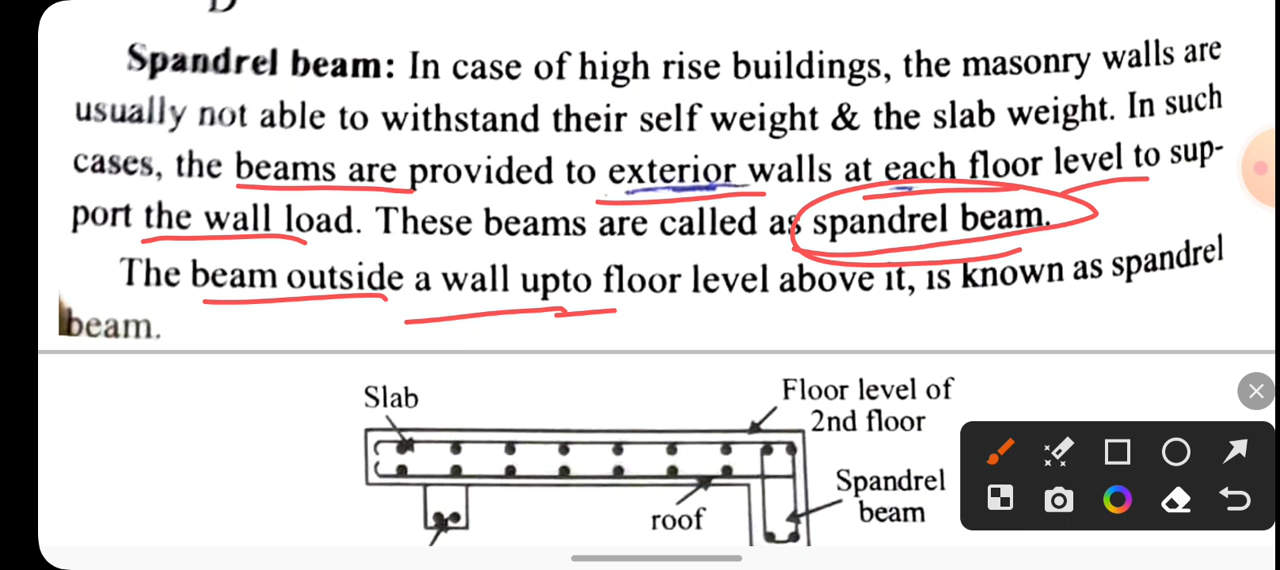 Spandrel beam: In case of high rise buildings, the masonry walls are
usually not able to withstand their self weight & the slab weight. In such
cases, the beams are provided to exterior walls at each floor level to sup-
port the wall load. These beams are called as spandrel beam.
The beam outside a wall upto floor level above it, is known as spandrel
beam.
Slab
Floor level of
2nd floor
Spandrel
beam
roof